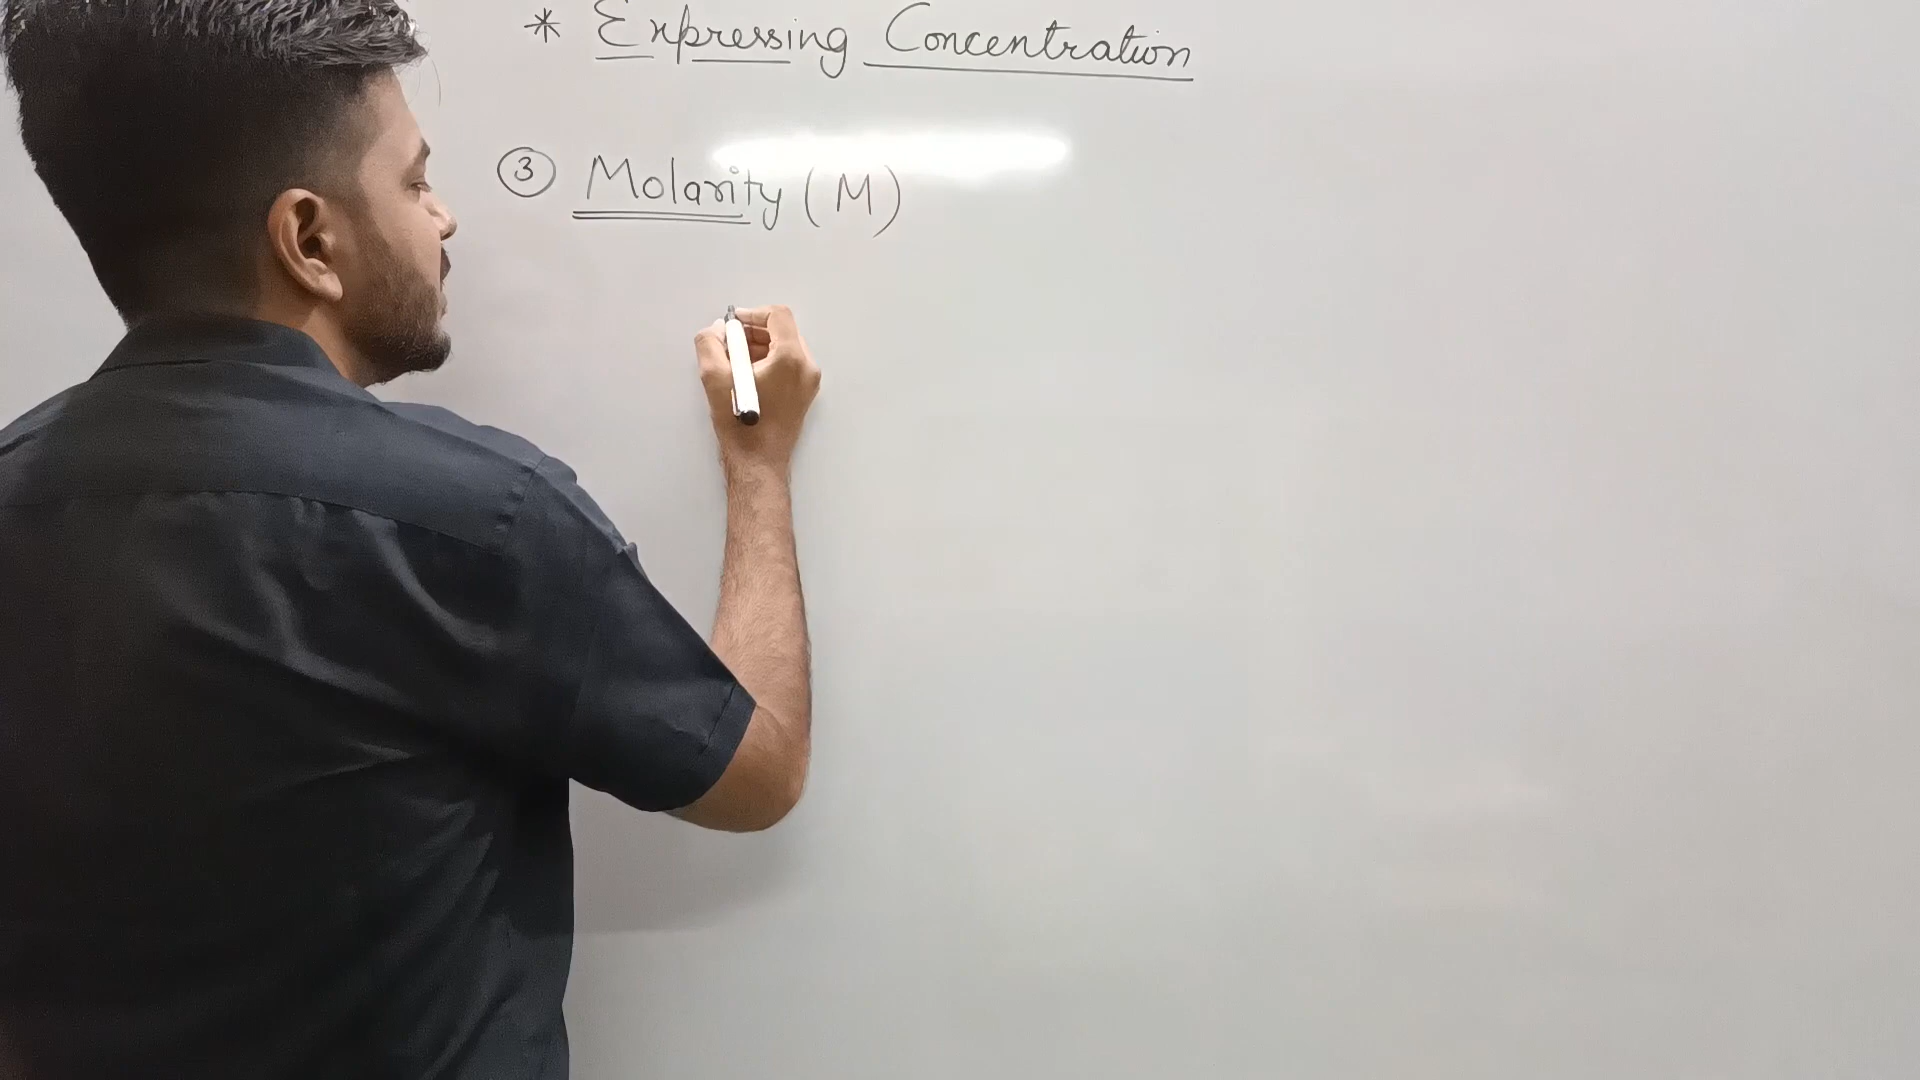 * Expressing Concentration
③ Molarity (M)